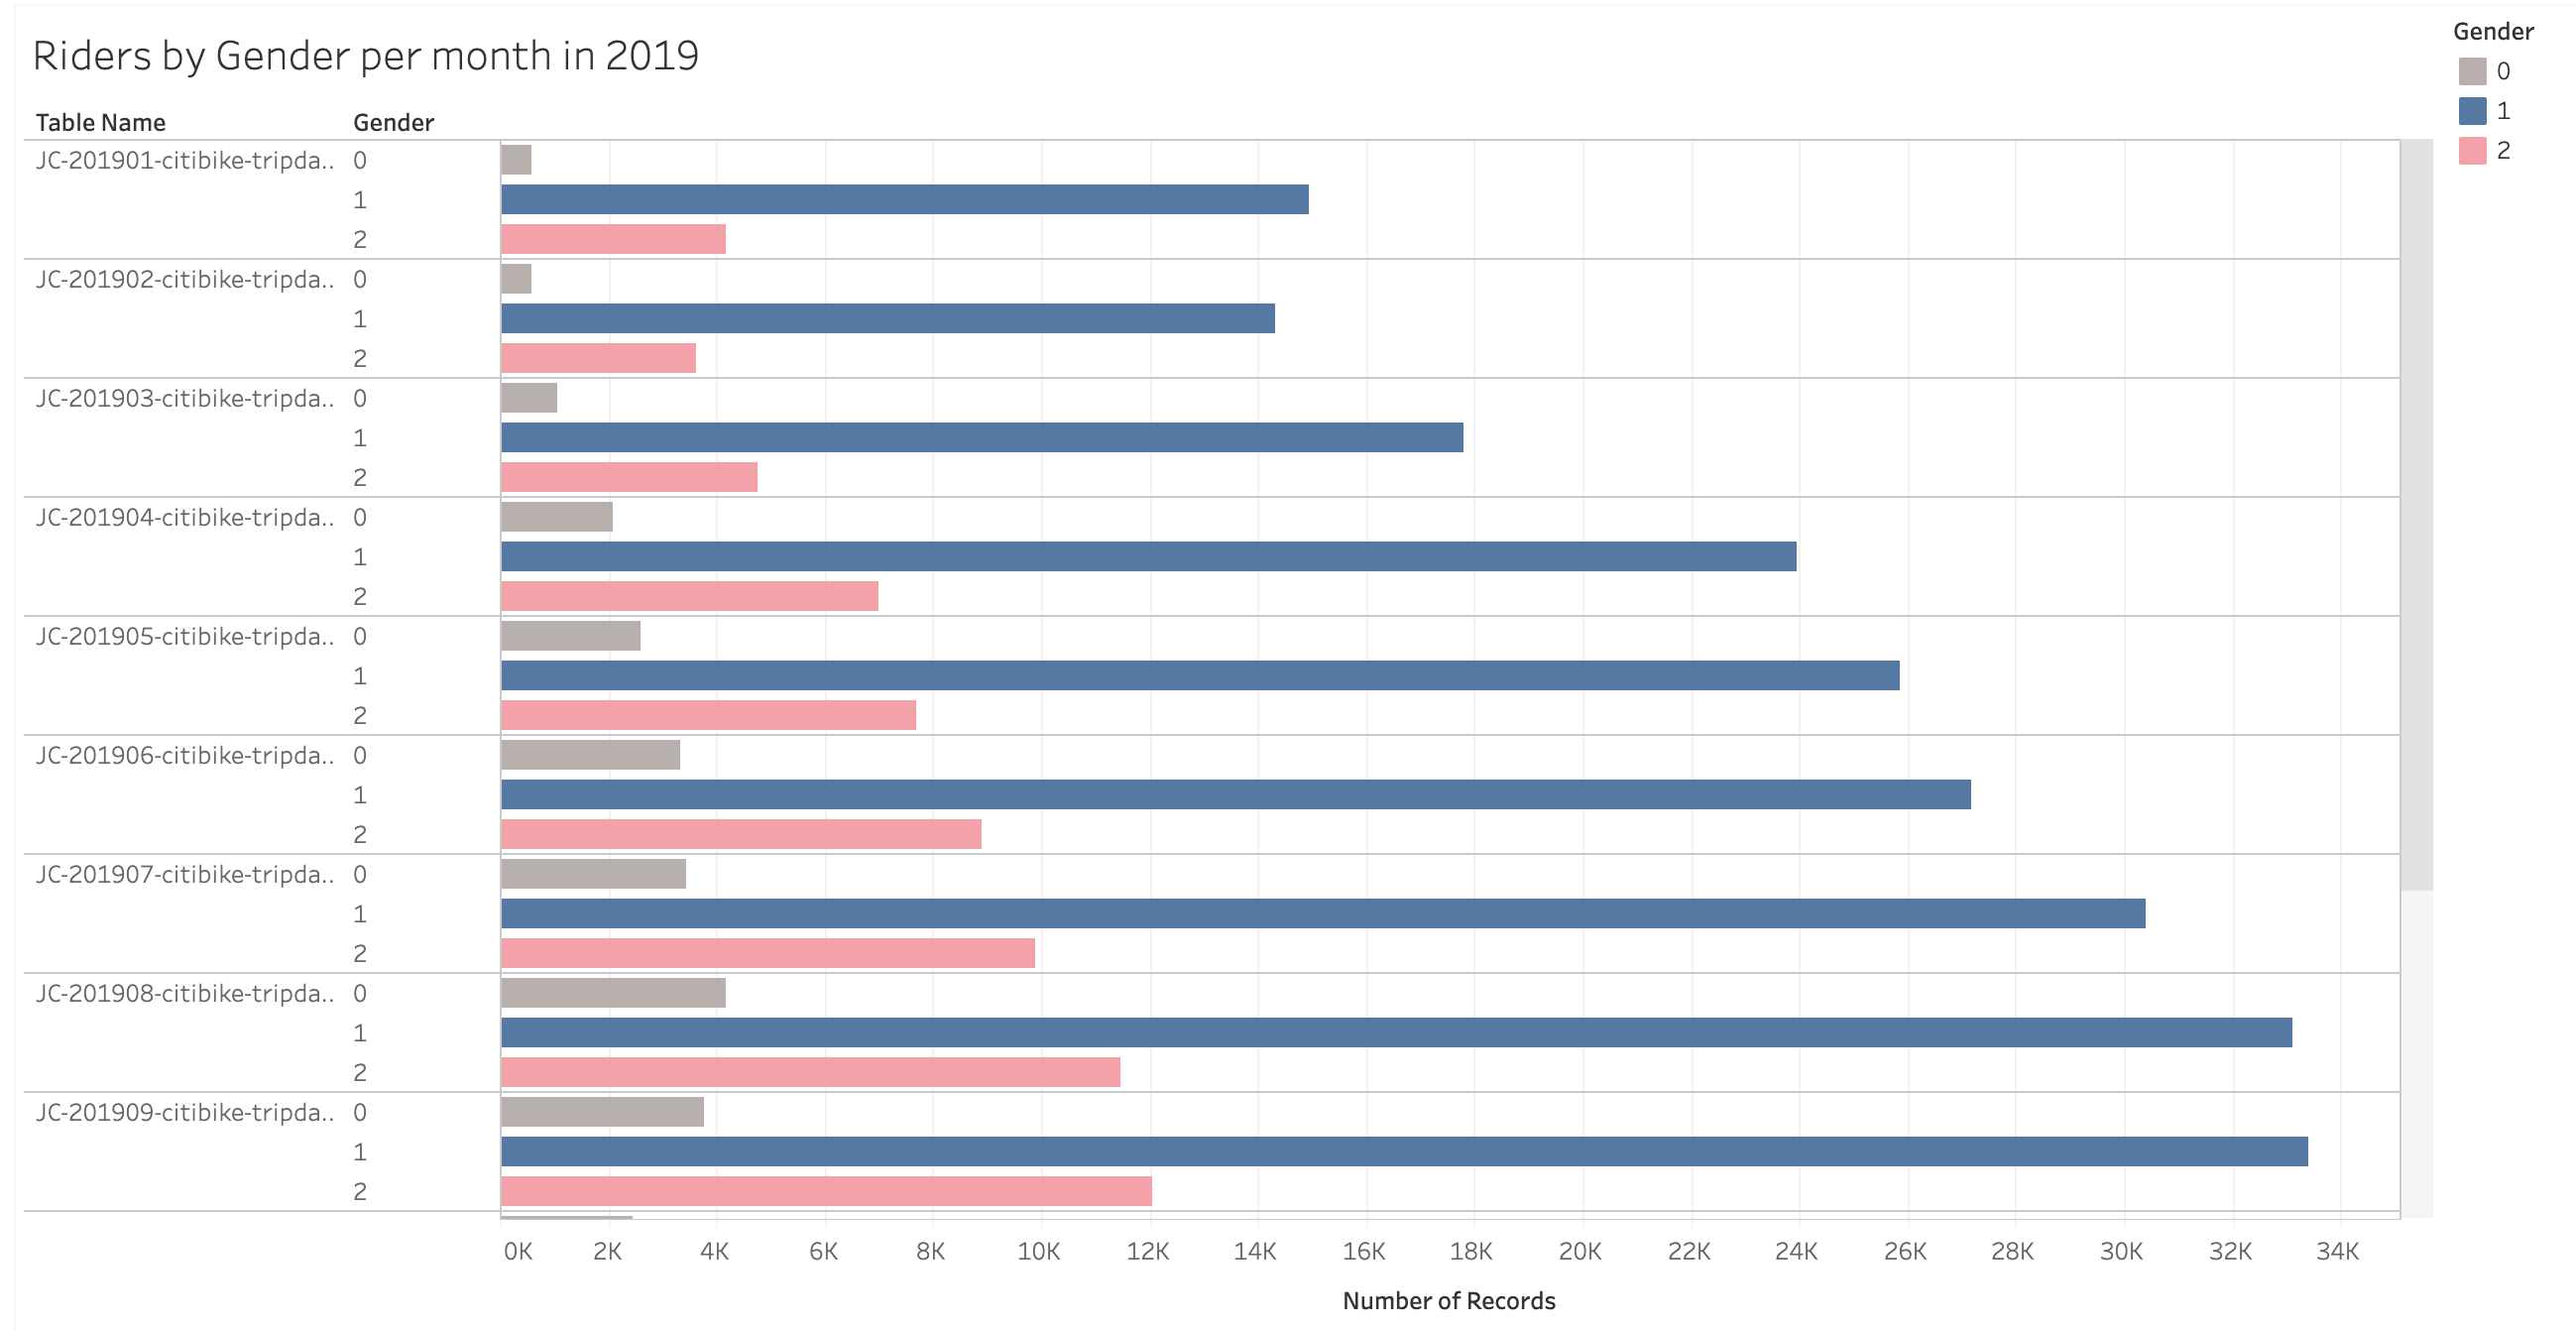 Riders by Gender per month in 2019
Table Name Gender
JC-201901-citibike-tripda.. 0
1
2
JC-201902-citibike-tripda.. 0
1
2
JC-201903-citibike-tripda.. 0
1
2
JC-201904-citibike-tripda.. 0
1
2
JC-201905-citibike-tripda.. 0
1
2
JC-201906-citibike-tripda.. 0
1
2
JC-201907-citibike-tripda.. 0
1
2
JC-201908-citibike-tripda.. 0
1
2
JC-201909-citibike-tripda.. 0
1
2
0K 2K 4K 6K 8K 10K 12K 14K 16K 18K 20K 22K 24K 26K 28K 30K 32K 34K
Number of Records
Gender
0
1
2